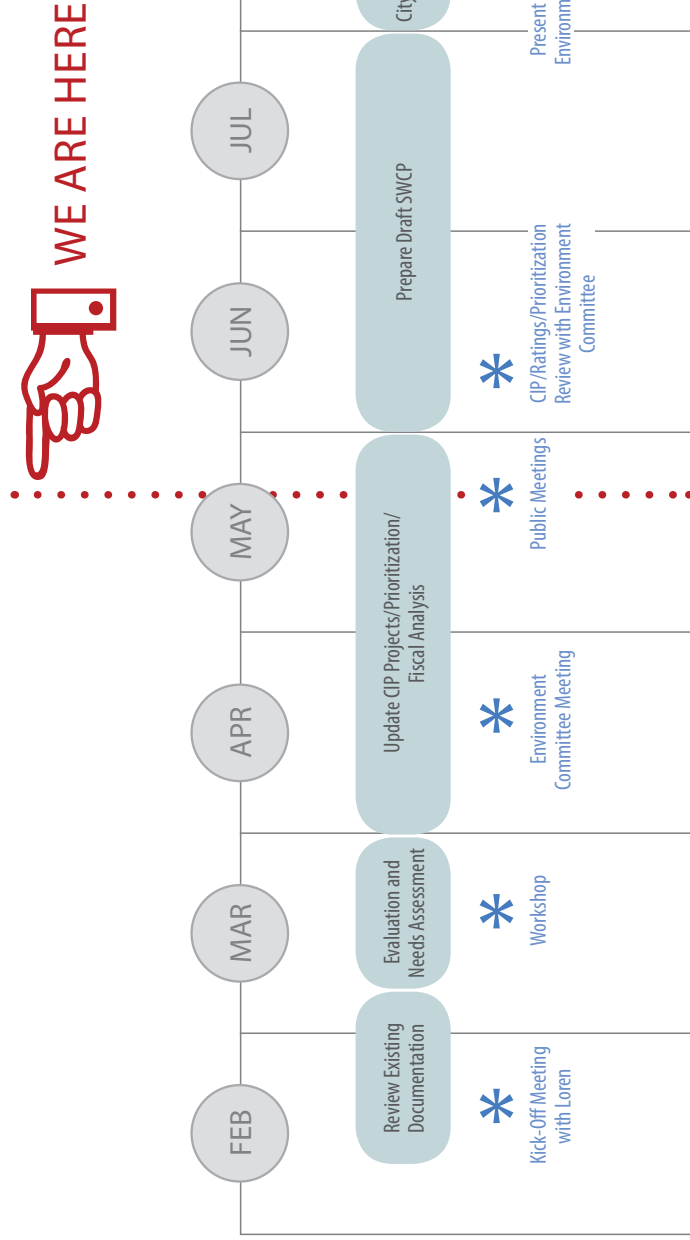 WE ARE HERE
FEB
MAR
APR
MAY
JUN
JUL
Review Existing
Documentation
Evaluation and
Needs Assessment
Update CIP Projects/Prioritization/
Fiscal Analysis
Prepare Draft SWCP
City
Kick-Off Meeting
with Loren
Workshop
Environment
Committee Meeting
Public Meetings
CIP/Ratings/Prioritization
Review with Environment
Committee
Present